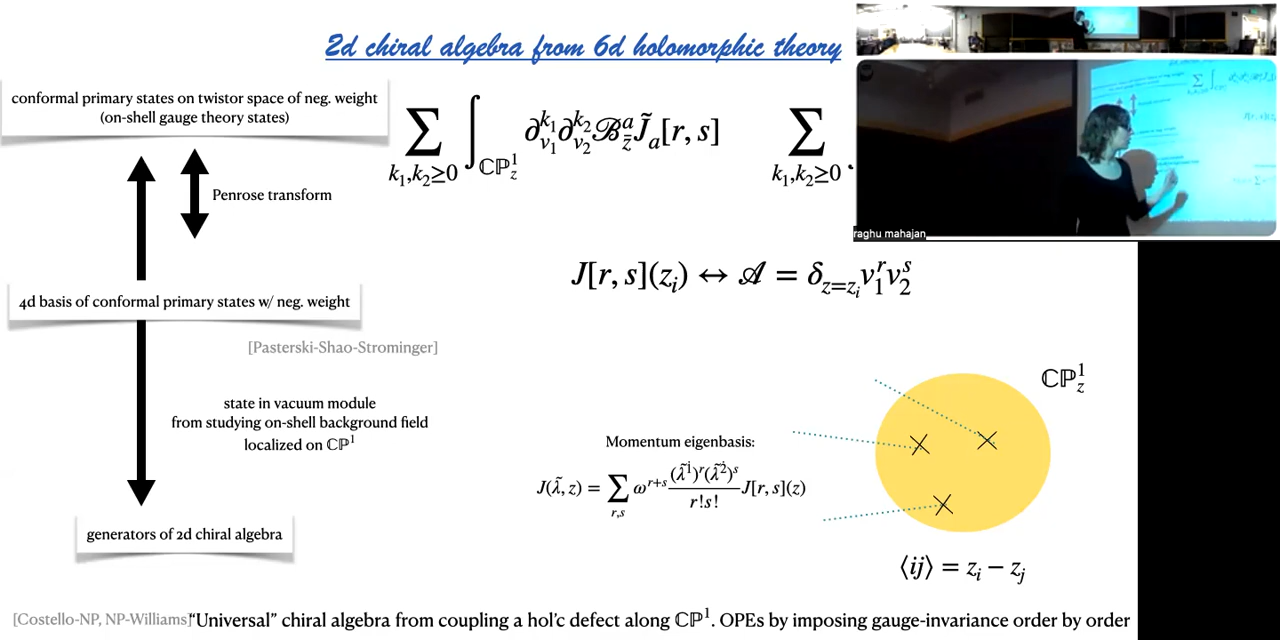 2d chiral algebra from 6d holomorphic theory
conformal primary states on twistor space of neg. weight
(on-shell gauge theory states)
∑_{k₁,k₂≥0} ∫_{ℂℙ¹_z} ∂^{k₁}_{v₁}∂^{k₂}_{v₂}ℬ^a_{z̄}J̃_a[r, s]
∑_{k₁,k₂≥0}
Penrose transform
raghu mahajan
J[r, s](z_i) ↔ 𝒜 = δ_{z=z_i}v₁^r v₂^s
4d basis of conformal primary states w/ neg. weight
[Pasterski-Shao-Strominger]
ℂℙ¹_z
state in vacuum module
from studying on-shell background field
localized on ℂℙ¹
Momentum eigenbasis:
J(λ̃, z) = ∑_{r,s} ω^{r+s} (λ̃^{1̇})^r(λ̃^{2̇})^s / r!s! J[r, s](z)
generators of 2d chiral algebra
⟨ij⟩ = z_i − z_j
[Costello-NP, NP-Williams] "Universal" chiral algebra from coupling a hol'c defect along ℂℙ¹. OPEs by imposing gauge-invariance order by order